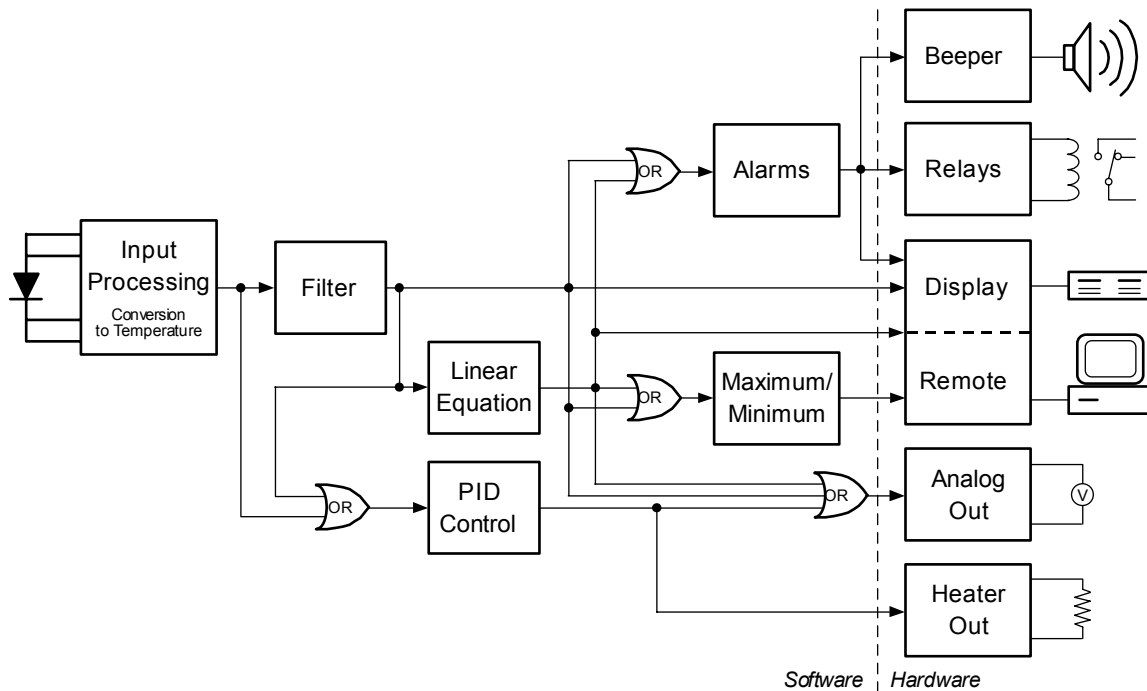 Beeper
OR
Alarms
Relays
Input
Processing
Conversion
to Temperature
Filter
Display
Linear
Equation
OR
Maximum/
Minimum
Remote
OR
PID
Control
OR
Analog
Out
V
Heater
Out
Software
Hardware